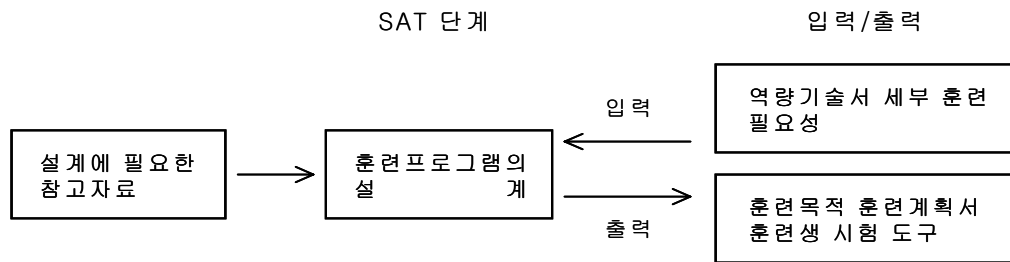 SAT 단계
입력/출력
설계에 필요한
참고자료
훈련프로그램의
설 계
입력
출력
역량기술서 세부 훈련
필요성
훈련목적 훈련계획서
훈련생 시험 도구